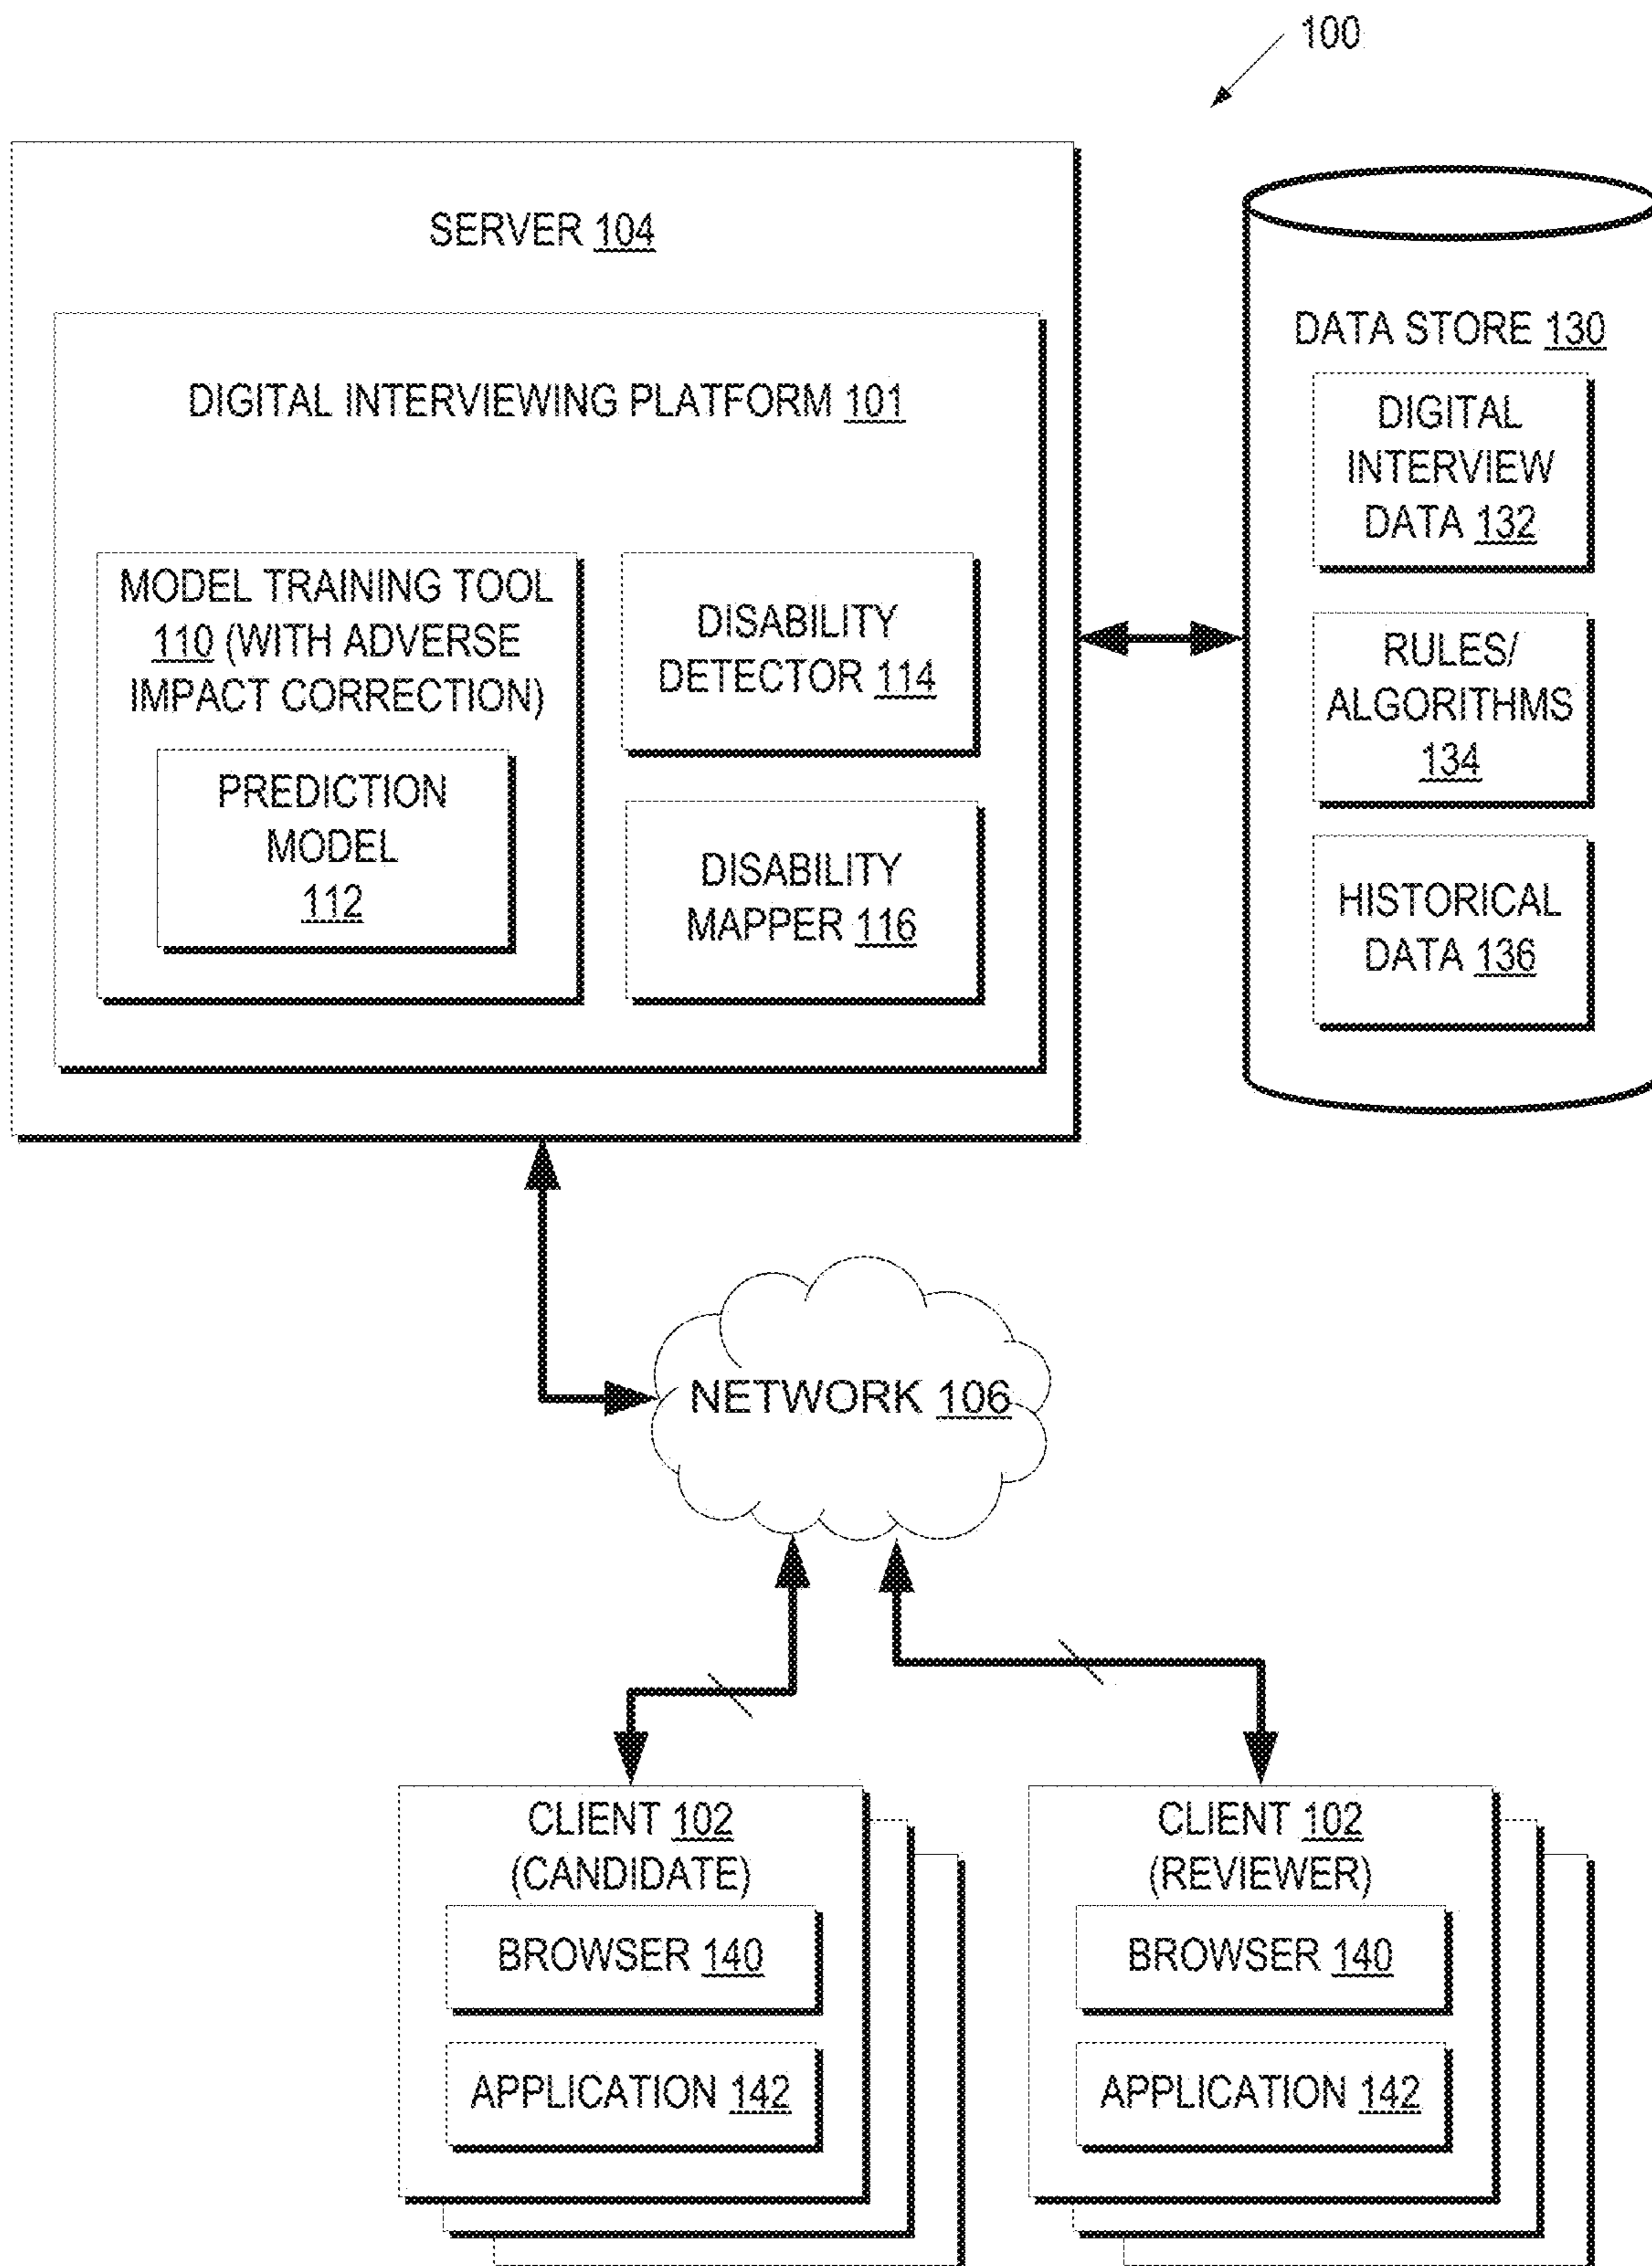 100
SERVER 104
DIGITAL INTERVIEWING PLATFORM 101
MODEL TRAINING TOOL
110 (WITH ADVERSE
IMPACT CORRECTION)
PREDICTION
MODEL
112
DISABILITY
DETECTOR 114
DISABILITY
MAPPER 116
DATA STORE 130
DIGITAL
INTERVIEW
DATA 132
RULES/
ALGORITHMS
134
HISTORICAL
DATA 136
NETWORK 106
CLIENT 102
(CANDIDATE)
BROWSER 140
APPLICATION 142
CLIENT 102
(REVIEWER)
BROWSER 140
APPLICATION 142